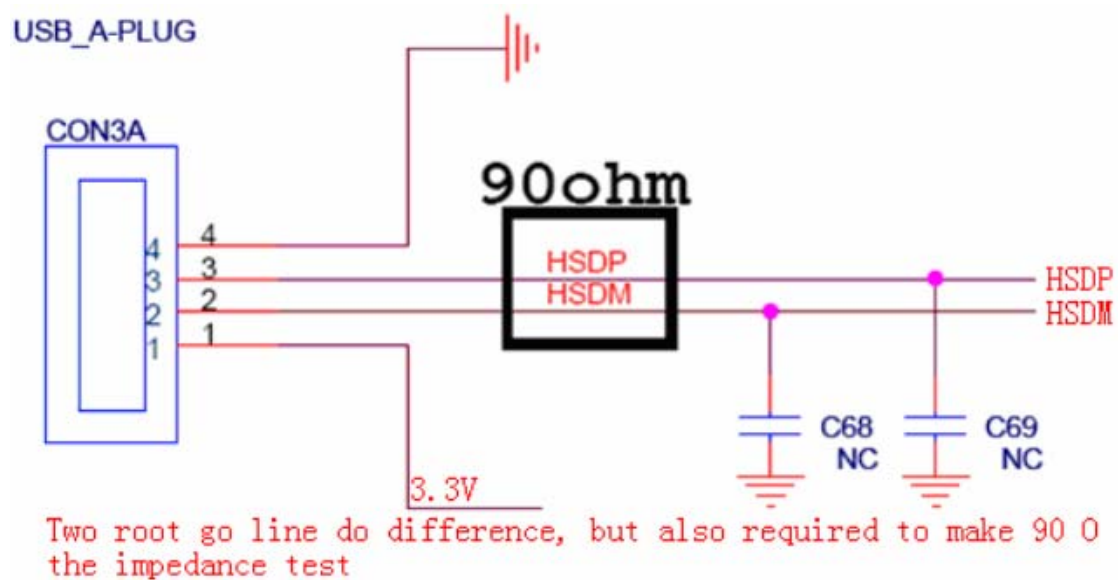 USB_A-PLUG
CON3A
90ohm
4 4
3 3
2 2
1 1
HSDP
HSDM
HSDP
HSDM
C68
NC
C69
NC
3.3V
Two root go line do difference, but also required to make 90 O
the impedance test